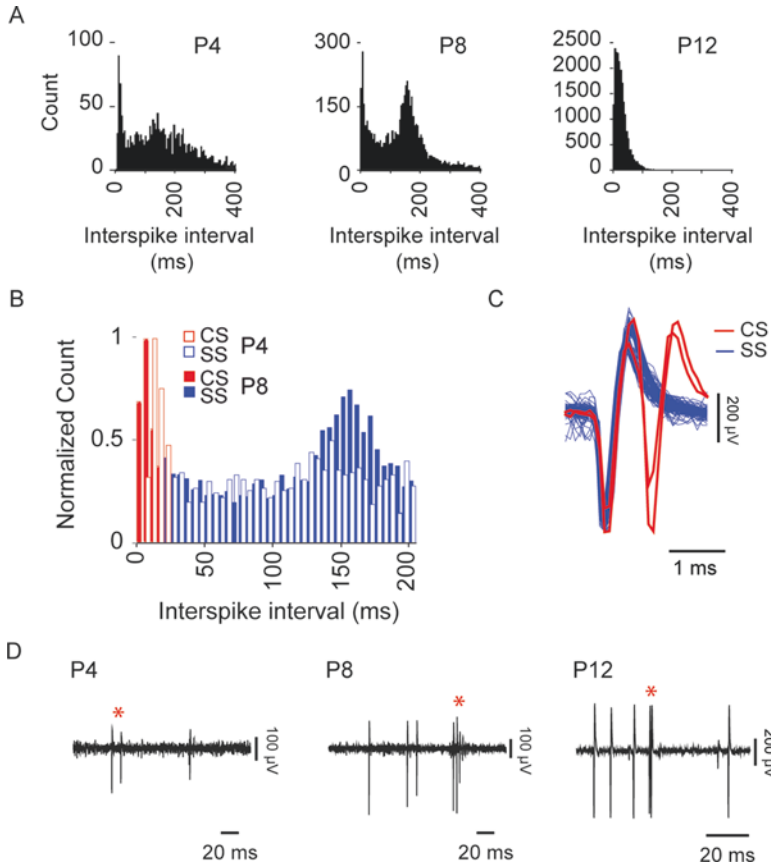 A
P4
P8
P12
Count
100
50
0
0
200
400
Interspike interval
(ms)
300
150
0
0
200
400
Interspike interval
(ms)
2500
2000
1500
1000
500
0
0
200
400
Interspike interval
(ms)
B
Normalized Count
1
0.5
0
CS
SS
P4
CS
SS
P8
0
50
100
150
200
Interspike interval (ms)
C
CS
SS
200 µV
1 ms
D
P4
*
100 µV
20 ms
P8
*
100 µV
20 ms
P12
*
200 µV
20 ms